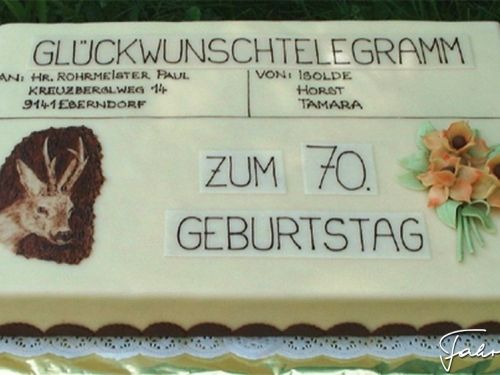 GLÜCKWUNSCHTELEGRAMM
AN: HR. ROHRMEISTER PAUL
KREUZBERGLWEG 14
9141 EBERNDORF
VON: ISOLDE
HORST
TAMARA
ZUM 70.
GEBURTSTAG